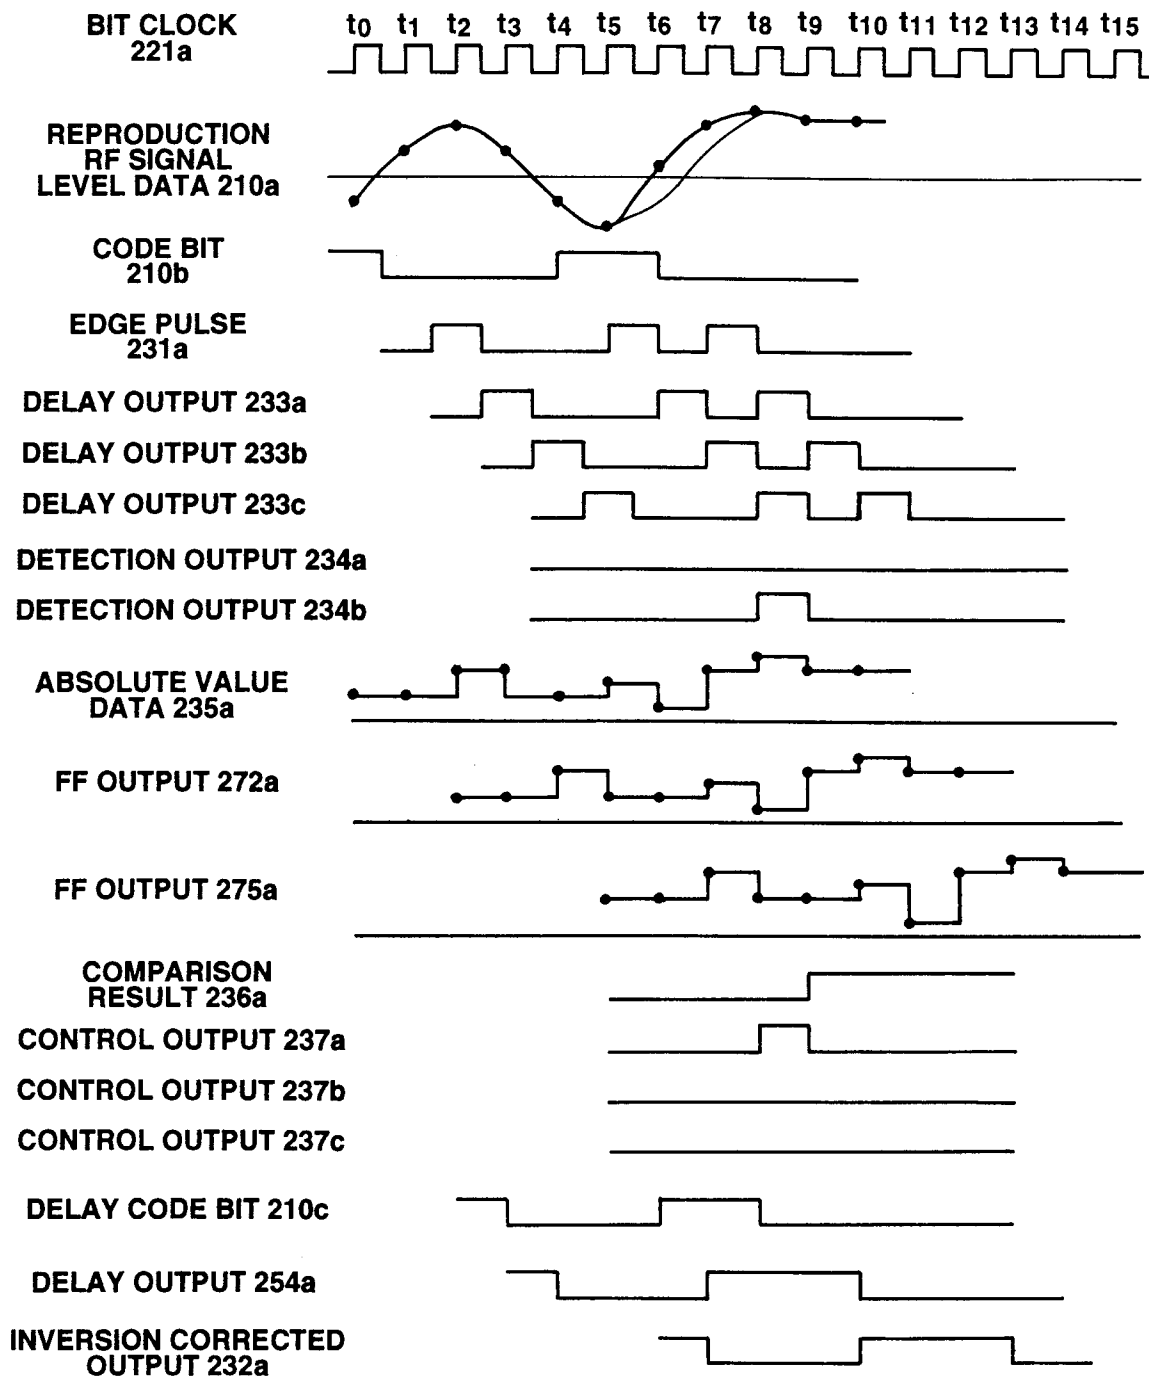 BIT CLOCK
221a
t0 t1 t2 t3 t4 t5 t6 t7 t8 t9 t10 t11 t12 t13 t14 t15
REPRODUCTION
RF SIGNAL
LEVEL DATA 210a
CODE BIT
210b
EDGE PULSE
231a
DELAY OUTPUT 233a
DELAY OUTPUT 233b
DELAY OUTPUT 233c
DETECTION OUTPUT 234a
DETECTION OUTPUT 234b
ABSOLUTE VALUE
DATA 235a
FF OUTPUT 272a
FF OUTPUT 275a
COMPARISON
RESULT 236a
CONTROL OUTPUT 237a
CONTROL OUTPUT 237b
CONTROL OUTPUT 237c
DELAY CODE BIT 210c
DELAY OUTPUT 254a
INVERSION CORRECTED
OUTPUT 232a